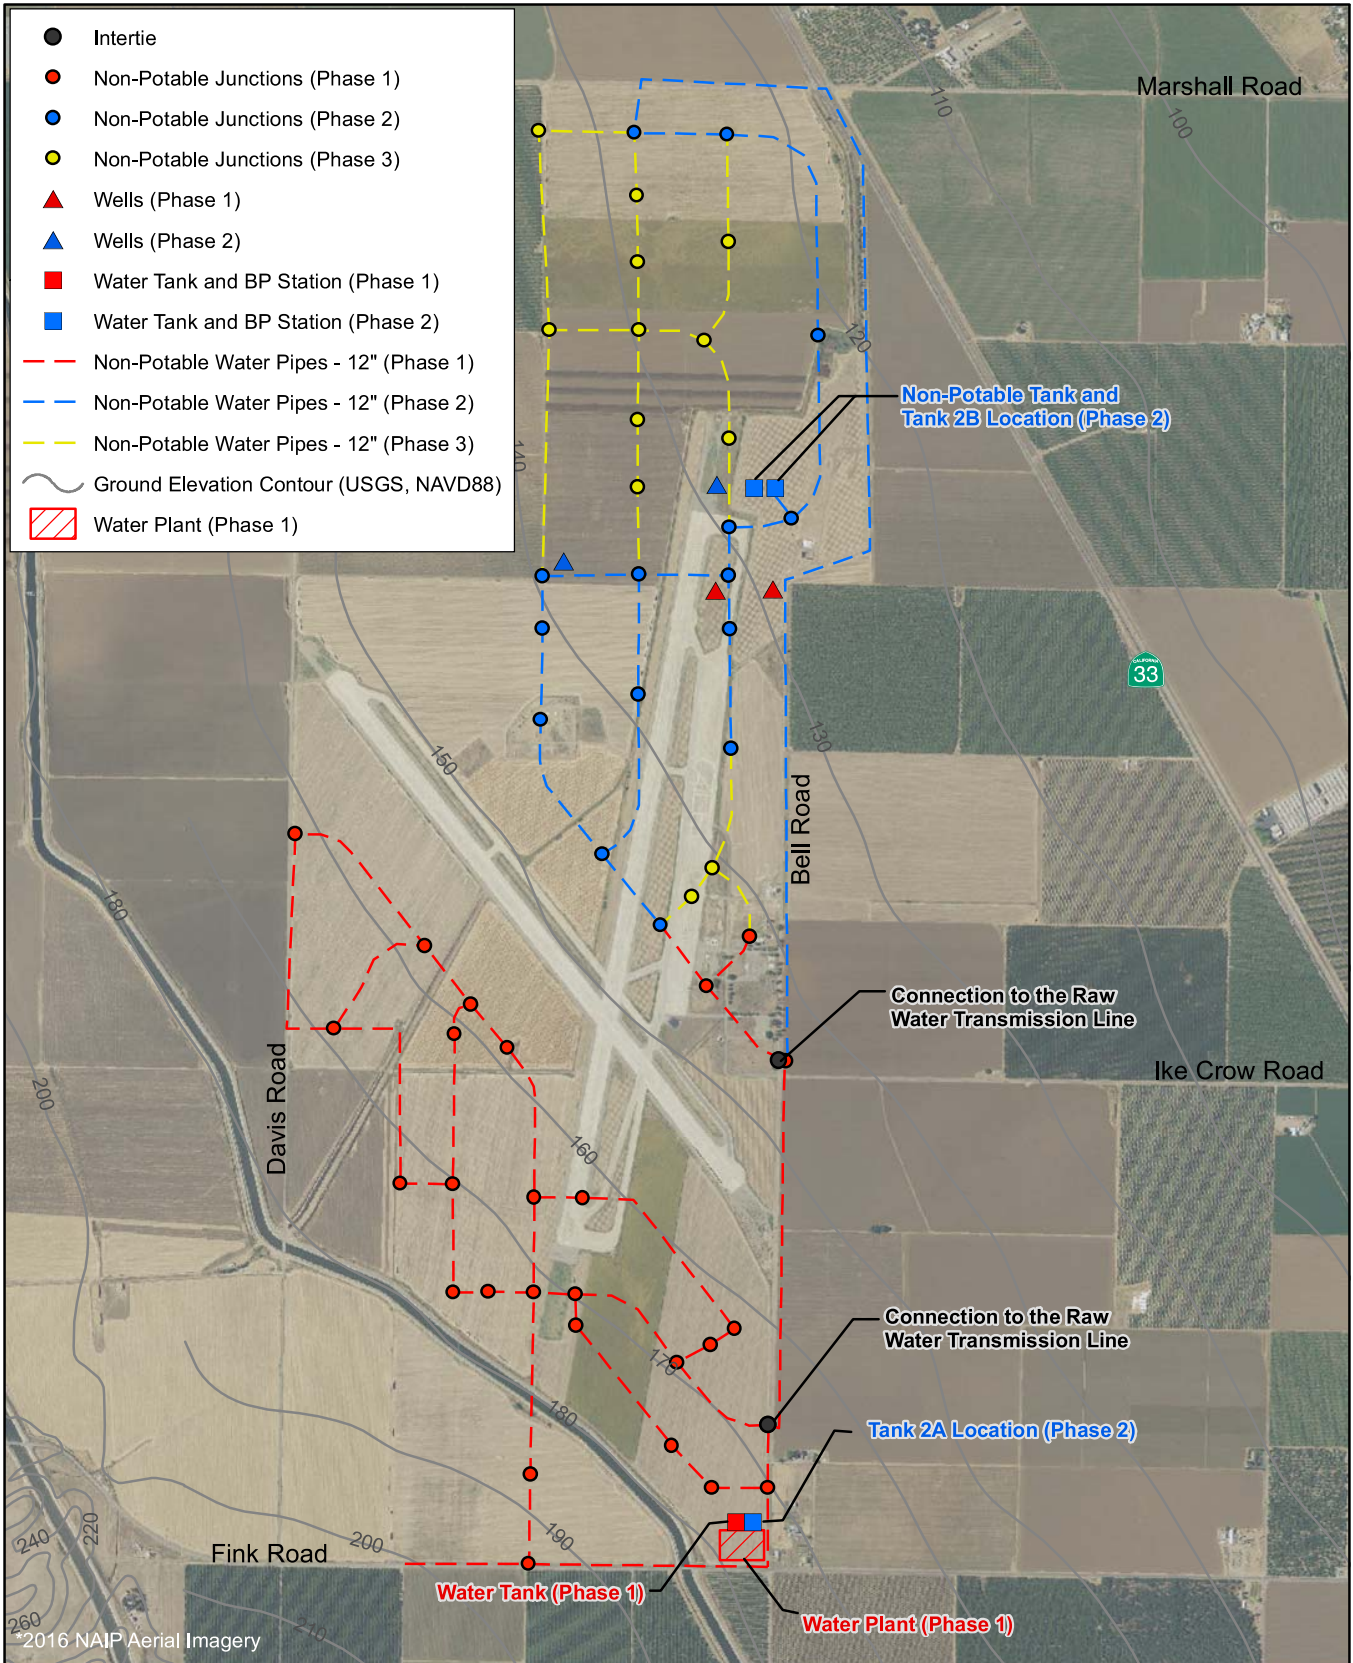 Intertie
Non-Potable Junctions (Phase 1)
Non-Potable Junctions (Phase 2)
Non-Potable Junctions (Phase 3)
Wells (Phase 1)
Wells (Phase 2)
Water Tank and BP Station (Phase 1)
Water Tank and BP Station (Phase 2)
Non-Potable Water Pipes - 12" (Phase 1)
Non-Potable Water Pipes - 12" (Phase 2)
Non-Potable Water Pipes - 12" (Phase 3)
Ground Elevation Contour (USGS, NAVD88)
Water Plant (Phase 1)
Marshall Road
110
100
120
Non-Potable Tank and
Tank 2B Location (Phase 2)
140
CALIFORNIA
33
130
150
Bell Road
180
Connection to the Raw
Water Transmission Line
Ike Crow Road
200
Davis Road
160
Connection to the Raw
Water Transmission Line
170
180
Tank 2A Location (Phase 2)
190
200
220
240
Fink Road
Water Tank (Phase 1)
Water Plant (Phase 1)
260
210
*2016 NAIP Aerial Imagery